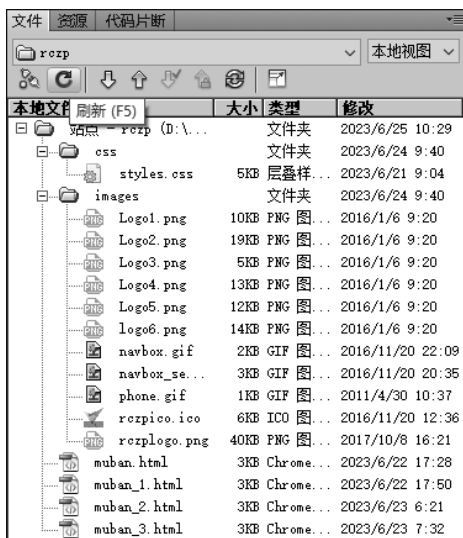 文件 资源 代码片断
rczp 本地视图
刷新 (F5)
本地文件 大小 类型 修改
站点 - rczp (D:\... 文件夹 2023/6/25 10:29
css 文件夹 2023/6/24 9:40
styles.css 5KB 层叠样... 2023/6/21 9:04
images 文件夹 2023/6/24 9:40
Logo1.png 10KB PNG 图... 2016/1/6 9:20
Logo2.png 19KB PNG 图... 2016/1/6 9:20
Logo3.png 5KB PNG 图... 2016/1/6 9:20
Logo4.png 13KB PNG 图... 2016/1/6 9:20
Logo5.png 12KB PNG 图... 2016/1/6 9:20
logo6.png 14KB PNG 图... 2016/1/6 9:20
navbox.gif 2KB GIF 图... 2016/11/20 22:09
navbox_se... 3KB GIF 图... 2016/11/20 20:35
phone.gif 1KB GIF 图... 2011/4/30 10:37
rczpico.ico 6KB ICO 图... 2016/11/20 12:36
rczplogo.png 40KB PNG 图... 2017/10/8 16:21
muban.html 3KB Chrome... 2023/6/22 17:28
muban_1.html 3KB Chrome... 2023/6/22 17:50
muban_2.html 3KB Chrome... 2023/6/23 6:21
muban_3.html 3KB Chrome... 2023/6/23 7:32